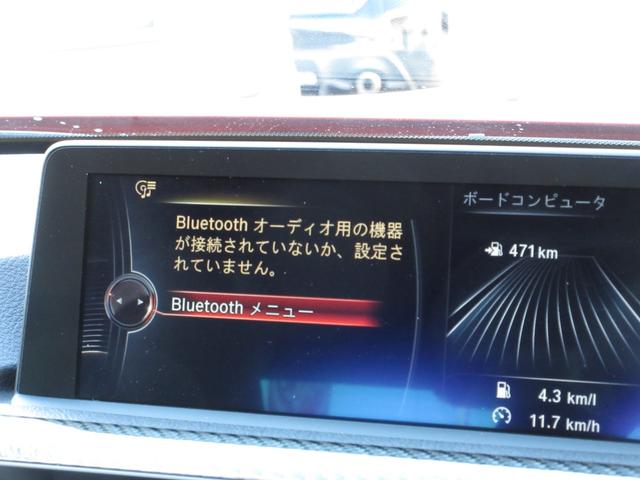 Bluetooth オーディオ用の機器
が接続されていないか、設定さ
れていません。
Bluetooth メニュー
ボードコンピュータ
471 km
4.3 km/l
11.7 km/h